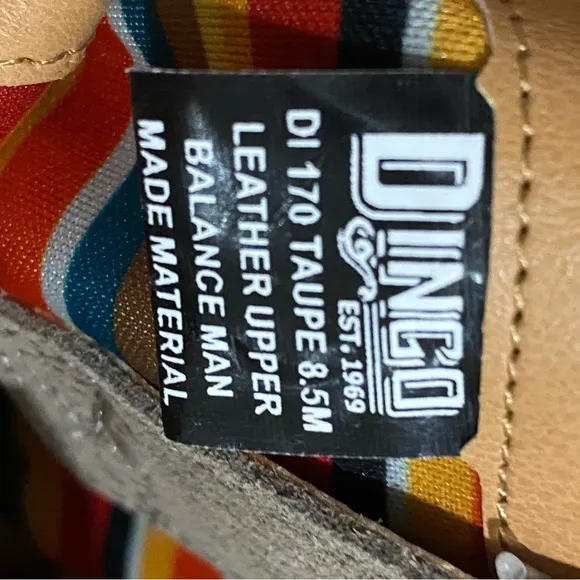 DINGO
EST. 1969
DI 170 TAUPE 8.5M
LEATHER UPPER
BALANCE MAN
MADE MATERIAL